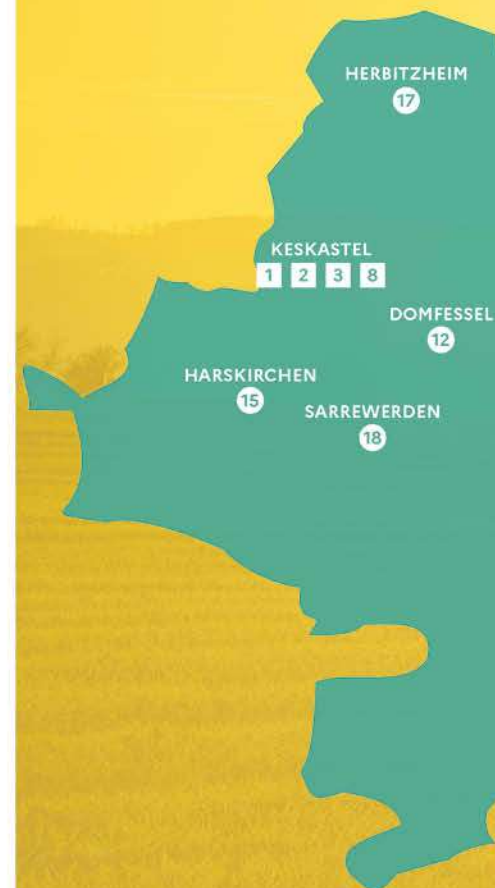 HERBITZHEIM
17
KESKASTEL
1 2 3 8
DOMFESSEL
12
HARSKIRCHEN
15
SARREWERDEN
18